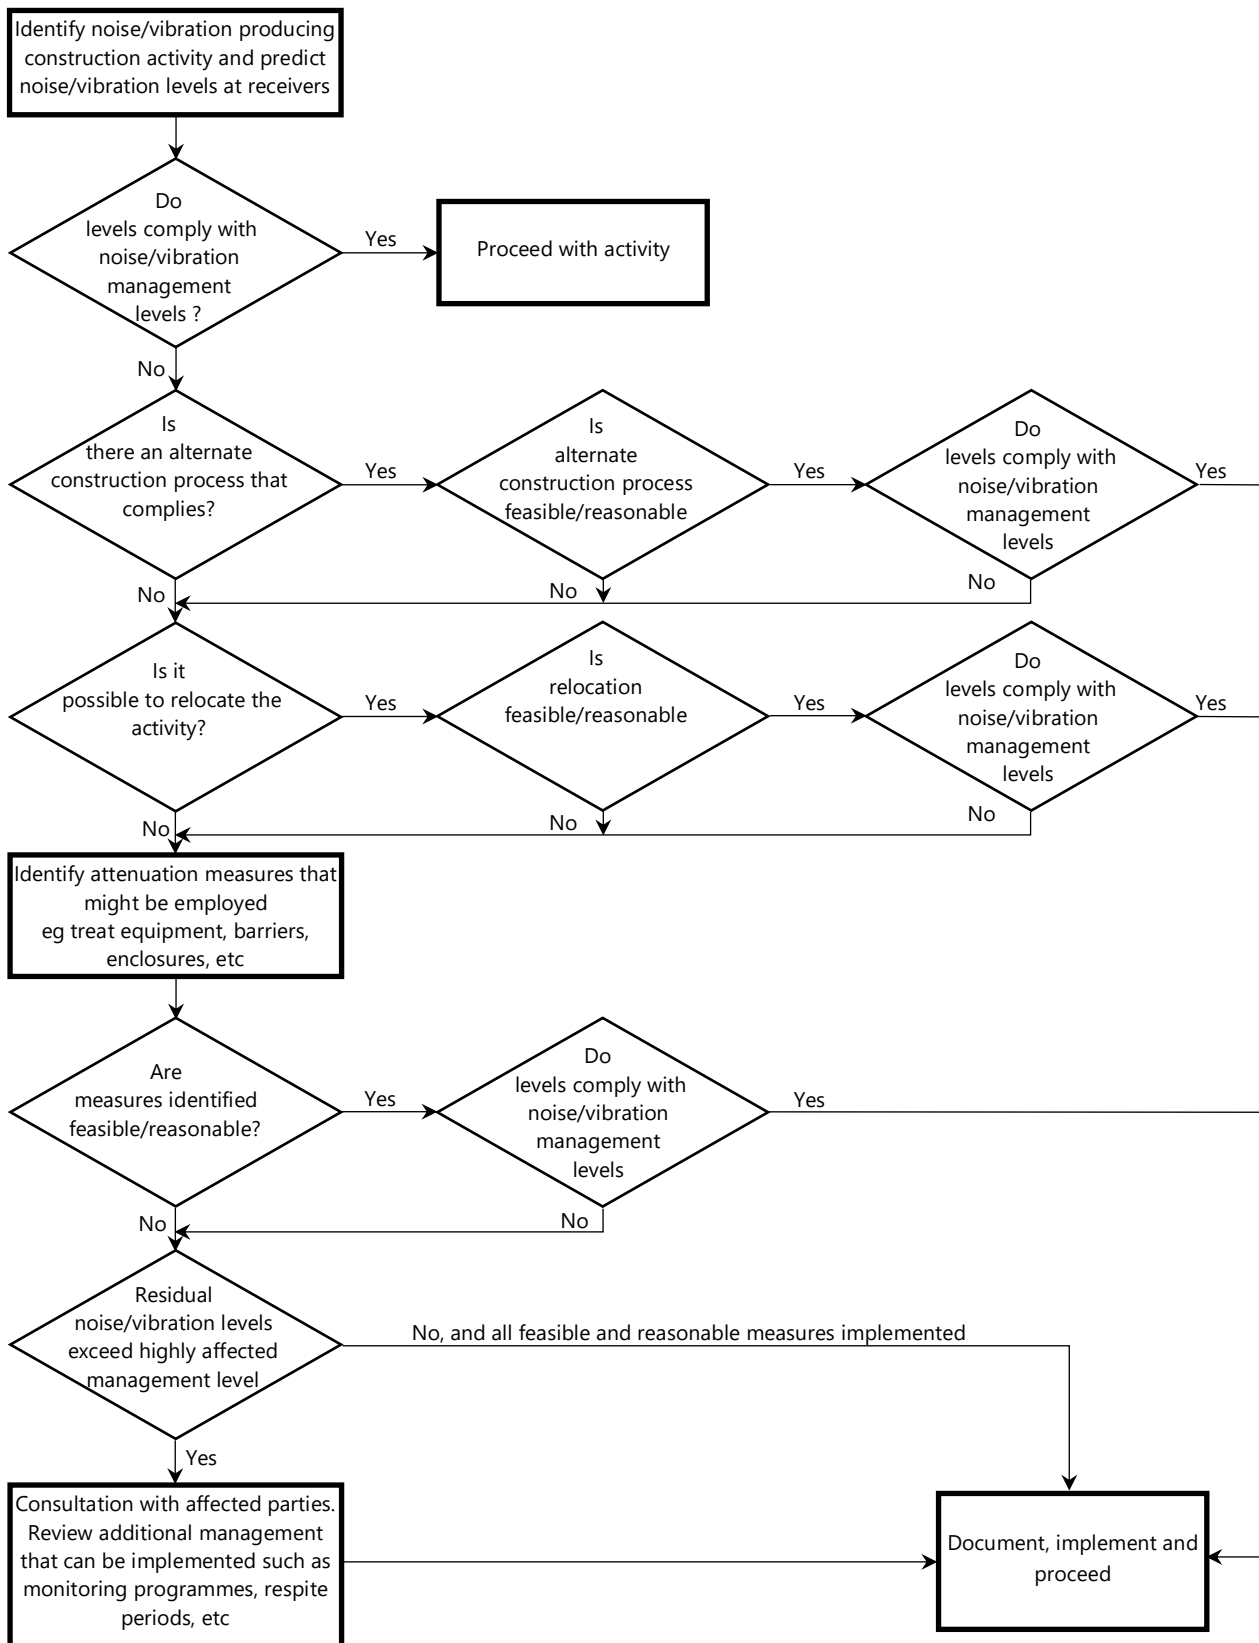 Identify noise/vibration producing
construction activity and predict
noise/vibration levels at receivers
Do
levels comply with
noise/vibration
management
levels ?
Yes
Proceed with activity
No
Is
there an alternate
construction process that
complies?
Yes
Is
alternate
construction process
feasible/reasonable
Yes
Do
levels comply with
noise/vibration
management
levels
Yes
No
No
No
Is it
possible to relocate the
activity?
Yes
Is
relocation
feasible/reasonable
Yes
Do
levels comply with
noise/vibration
management
levels
Yes
No
No
No
Identify attenuation measures that
might be employed
eg treat equipment, barriers,
enclosures, etc
Are
measures identified
feasible/reasonable?
Yes
Do
levels comply with
noise/vibration
management
levels
Yes
No
No
Residual
noise/vibration levels
exceed highly affected
management level
No, and all feasible and reasonable measures implemented
Yes
Consultation with affected parties.
Review additional management
that can be implemented such as
monitoring programmes, respite
periods, etc
Document, implement and
proceed